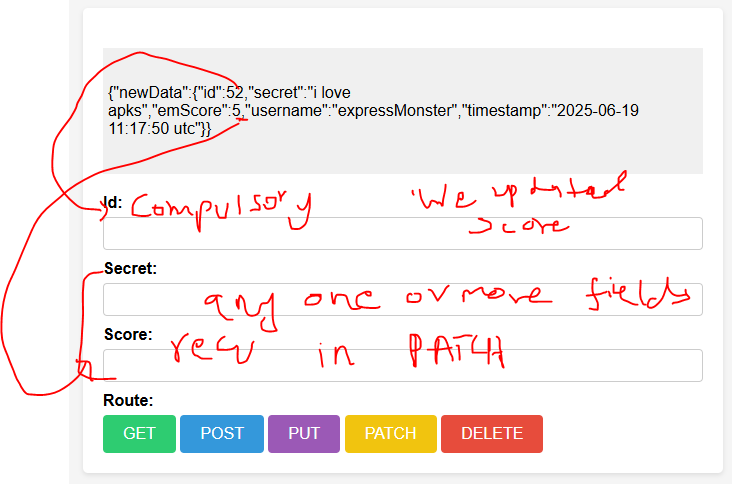 {"newData":{"id":52,"secret":"i love
apks","emScore":5,"username":"expressMonster","timestamp":"2025-06-19
11:17:50 utc"}}
Id: Compulsory We updated
score
Secret:
any one or more fields
Score:
req in PATCH
Route:
GET POST PUT PATCH DELETE